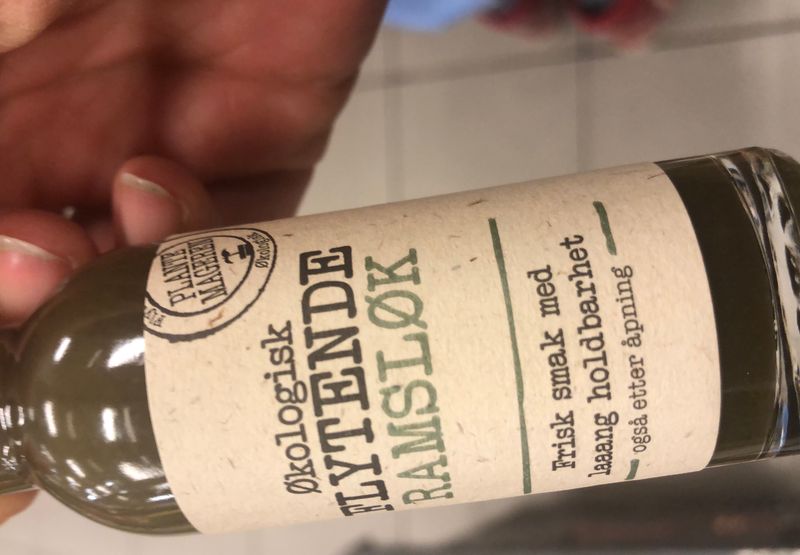 PLANTE
MAGERIET
Økologisk
FLYTENDE
RAMSLØK
Frisk smak med
laaang holdbarhet
også etter åpning